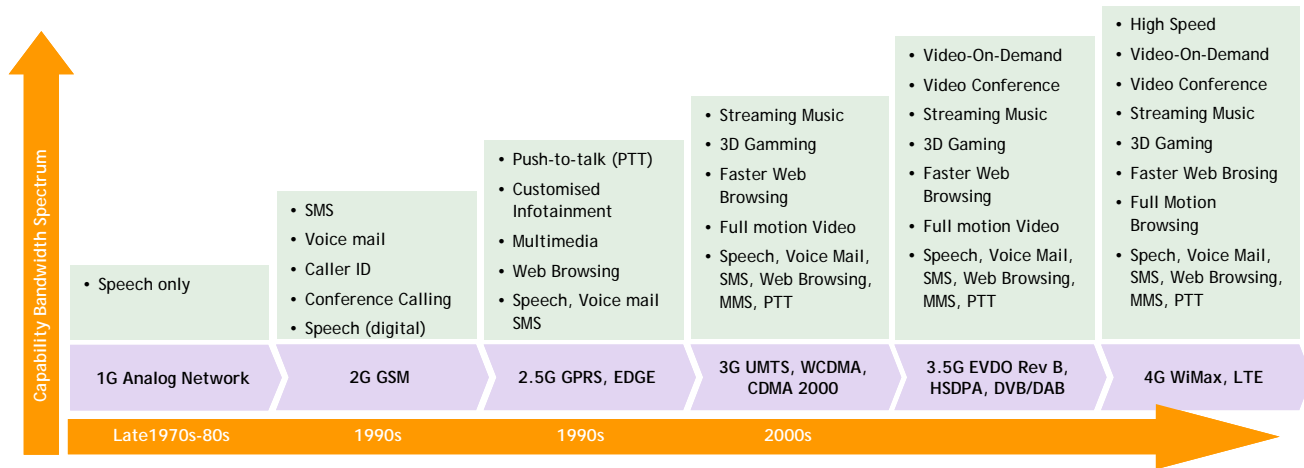 Capability Bandwidth Spectrum
• Speech only
1G Analog Network
Late1970s-80s
• SMS
• Voice mail
• Caller ID
• Conference Calling
• Speech (digital)
2G GSM
1990s
• Push-to-talk (PTT)
• Customised
Infotainment
• Multimedia
• Web Browsing
• Speech, Voice mail
SMS
2.5G GPRS, EDGE
1990s
• Streaming Music
• 3D Gamming
• Faster Web
Browsing
• Full motion Video
• Speech, Voice Mail,
SMS, Web Browsing,
MMS, PTT
3G UMTS, WCDMA,
CDMA 2000
2000s
• Video-On-Demand
• Video Conference
• Streaming Music
• 3D Gaming
• Faster Web
Browsing
• Full motion Video
• Speech, Voice Mail,
SMS, Web Browsing,
MMS, PTT
3.5G EVDO Rev B,
HSDPA, DVB/DAB
• High Speed
• Video-On-Demand
• Video Conference
• Streaming Music
• 3D Gaming
• Faster Web Brosing
• Full Motion
Browsing
• Spech, Voice Mail,
SMS, Web Browsing,
MMS, PTT
4G WiMax, LTE